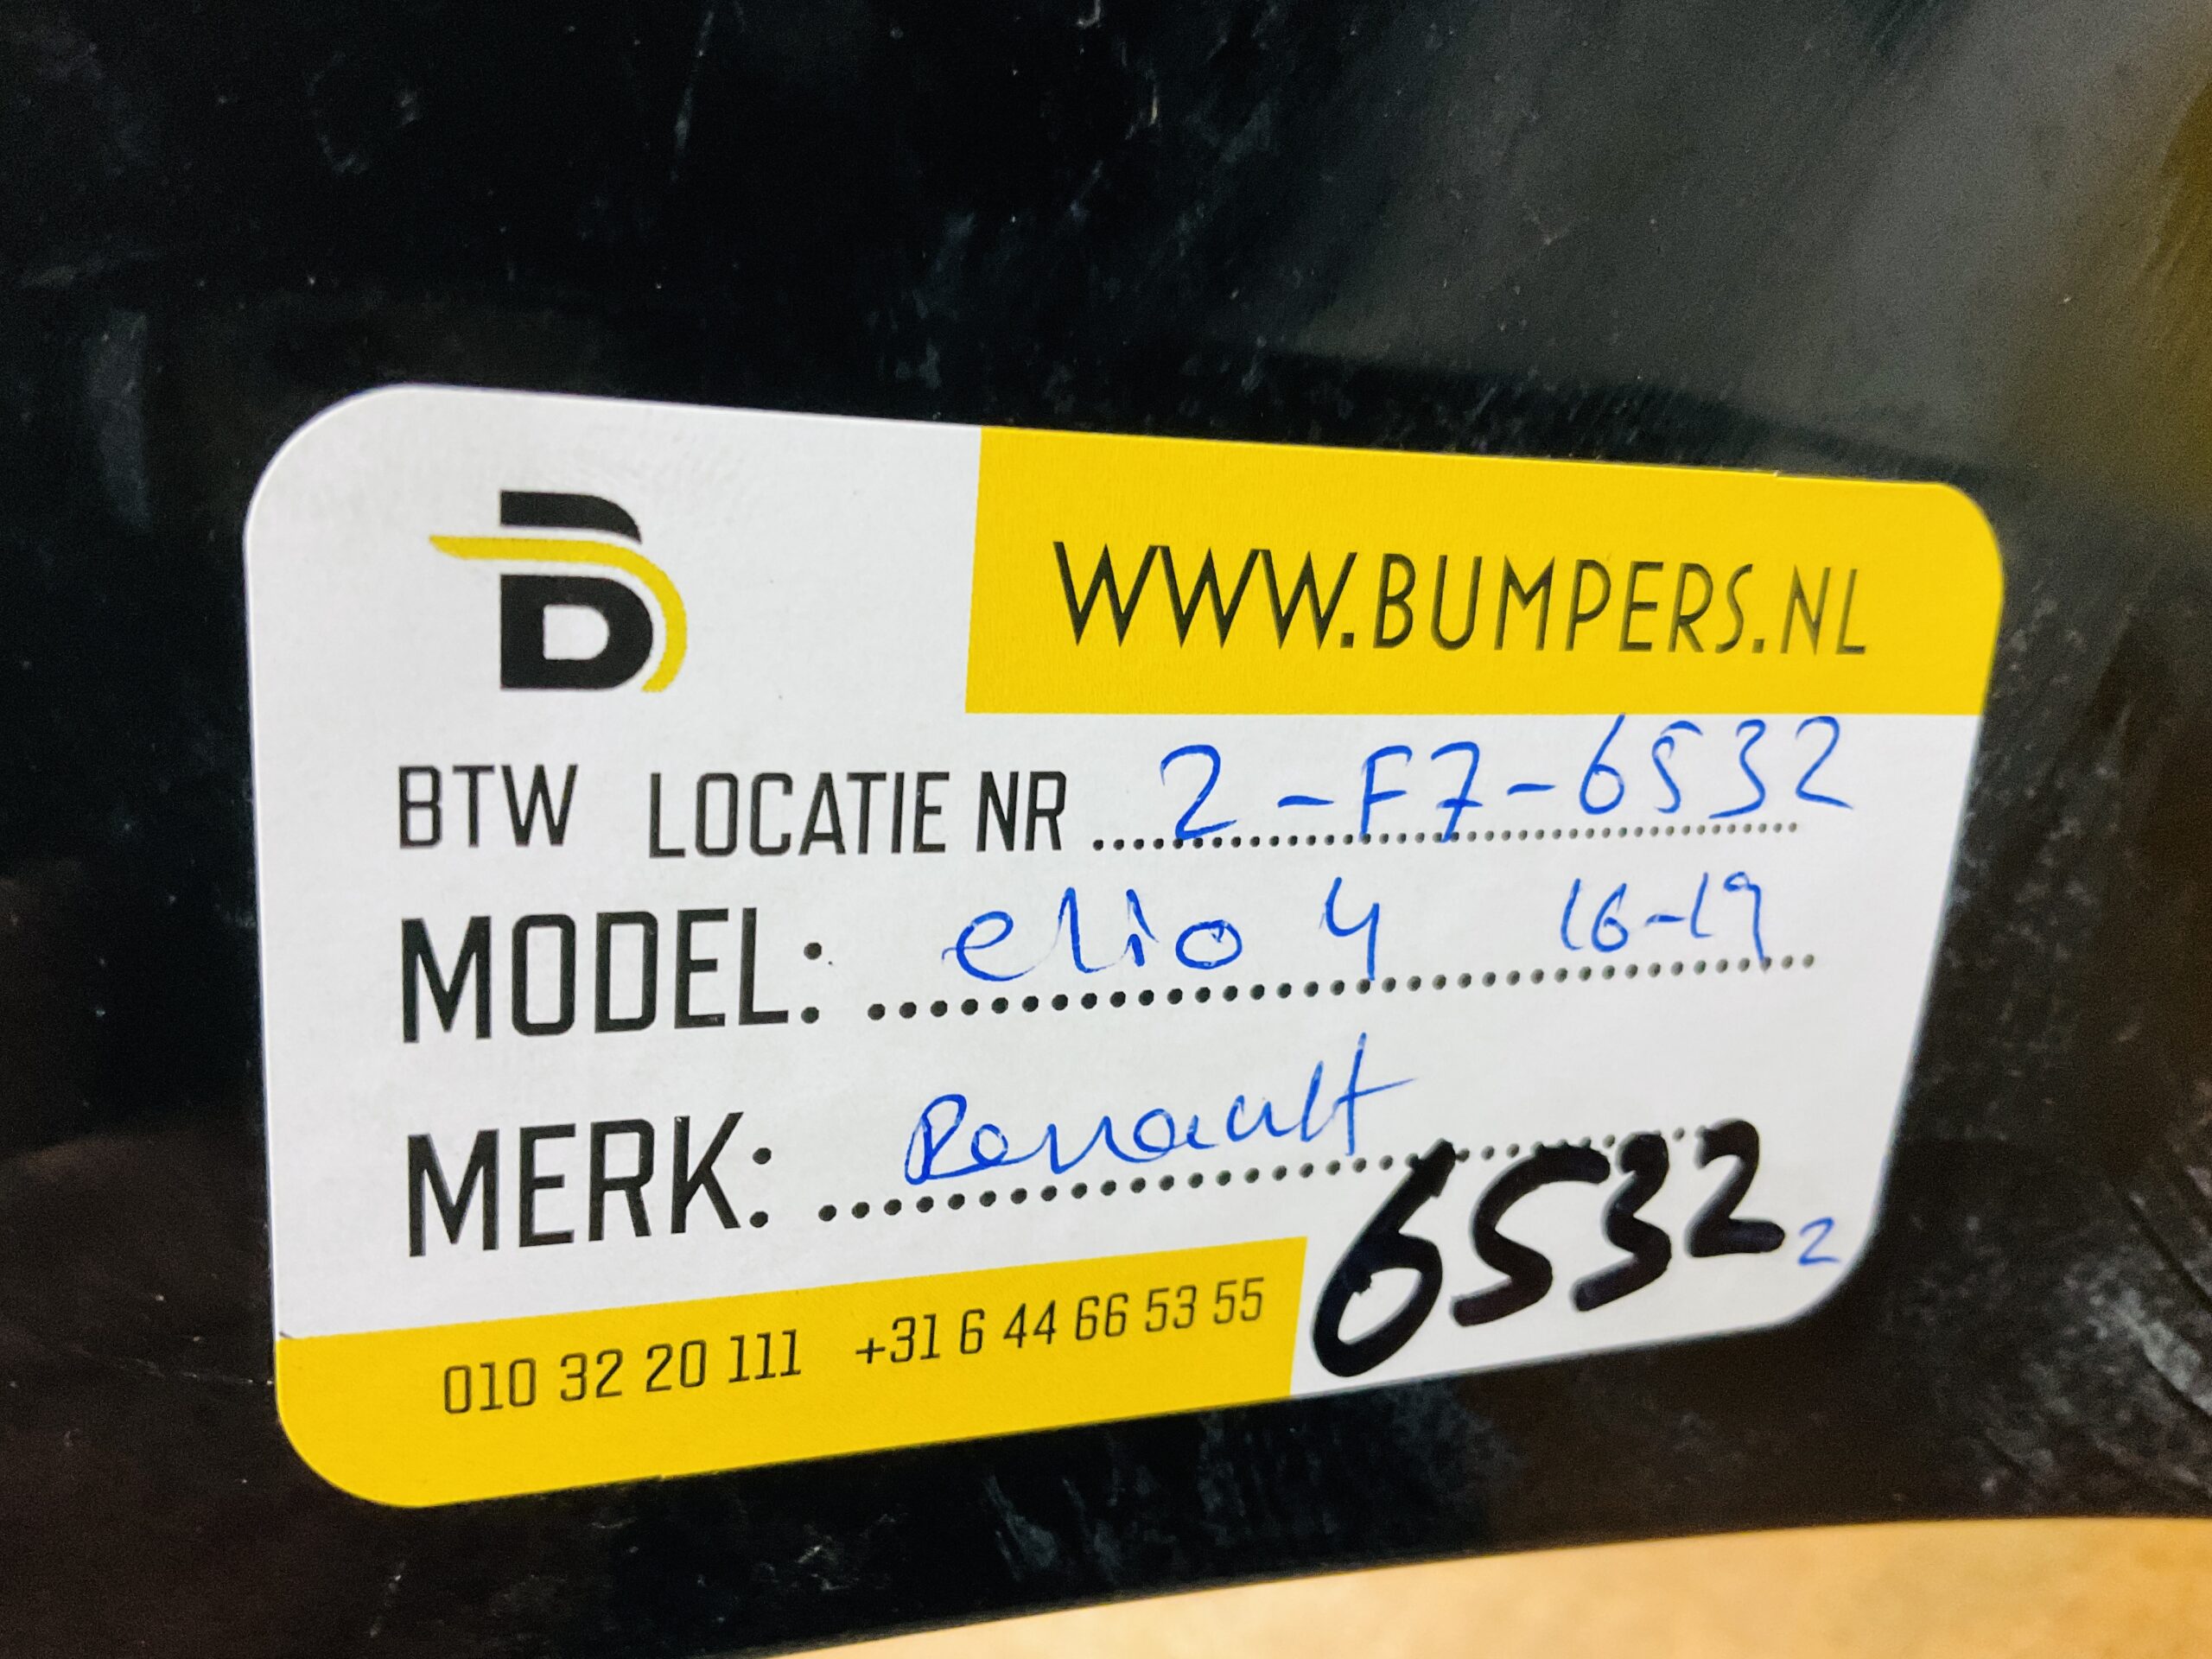 B
WWW.BUMPERS.NL
BTW LOCATIE NR 2-F7-6532
MODEL: clio 4 16-19
MERK: Renault
6532 2
010 32 20 111 +31 6 44 66 53 55